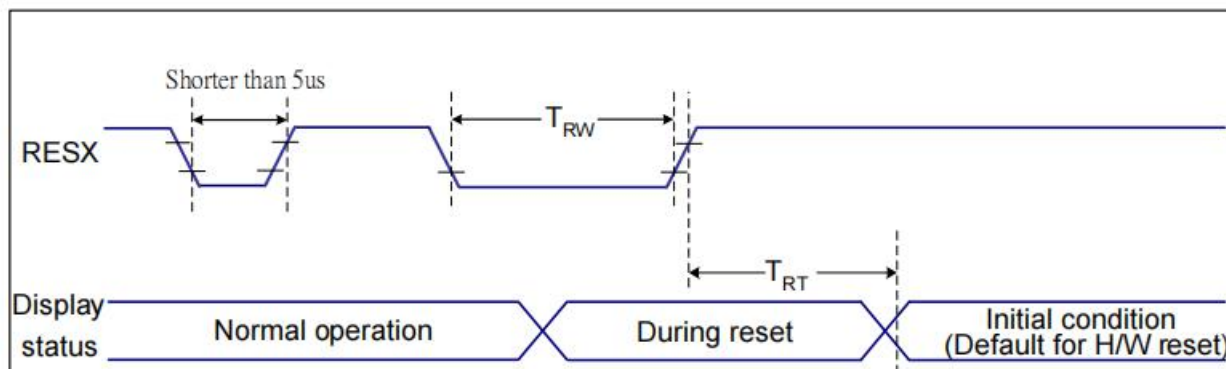 Shorter than 5us
RESX
TRW
TRT
Display
status
Normal operation
During reset
Initial condition
(Default for H/W reset)